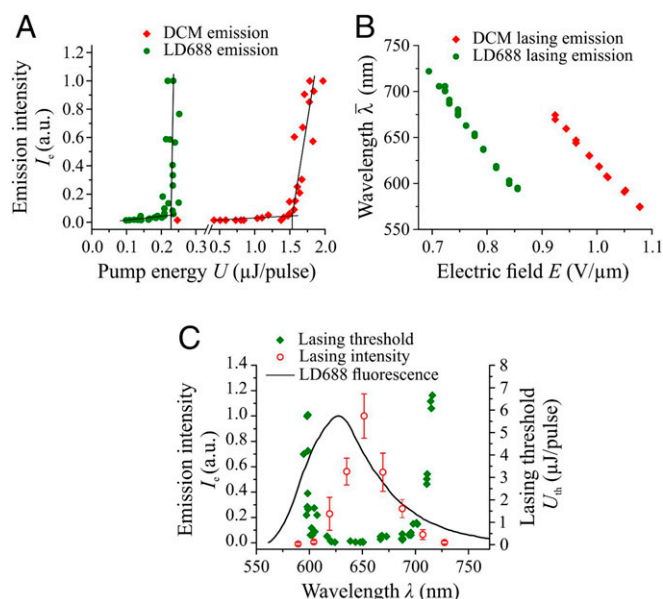 A
DCM emission
LD688 emission
Emission intensity
Iₑ (a.u.)
1.2
1.0
0.8
0.6
0.4
0.2
0.0
0.0 0.1 0.2 0.3 0.5 1.0 1.5 2.0
Pump energy U (µJ/pulse)
B
DCM lasing emission
LD688 lasing emission
Wavelength λ̄ (nm)
750
700
650
600
550
0.7 0.8 0.9 1.0 1.1
Electric field E (V/µm)
C
Lasing threshold
Lasing intensity
LD688 fluorescence
Emission intensity
Iₑ (a.u.)
1.4
1.2
1.0
0.8
0.6
0.4
0.2
0.0
8
7
6
5
4
3
2
1
0
Lasing threshold
Uth (µJ/pulse)
550 600 650 700 750
Wavelength λ (nm)